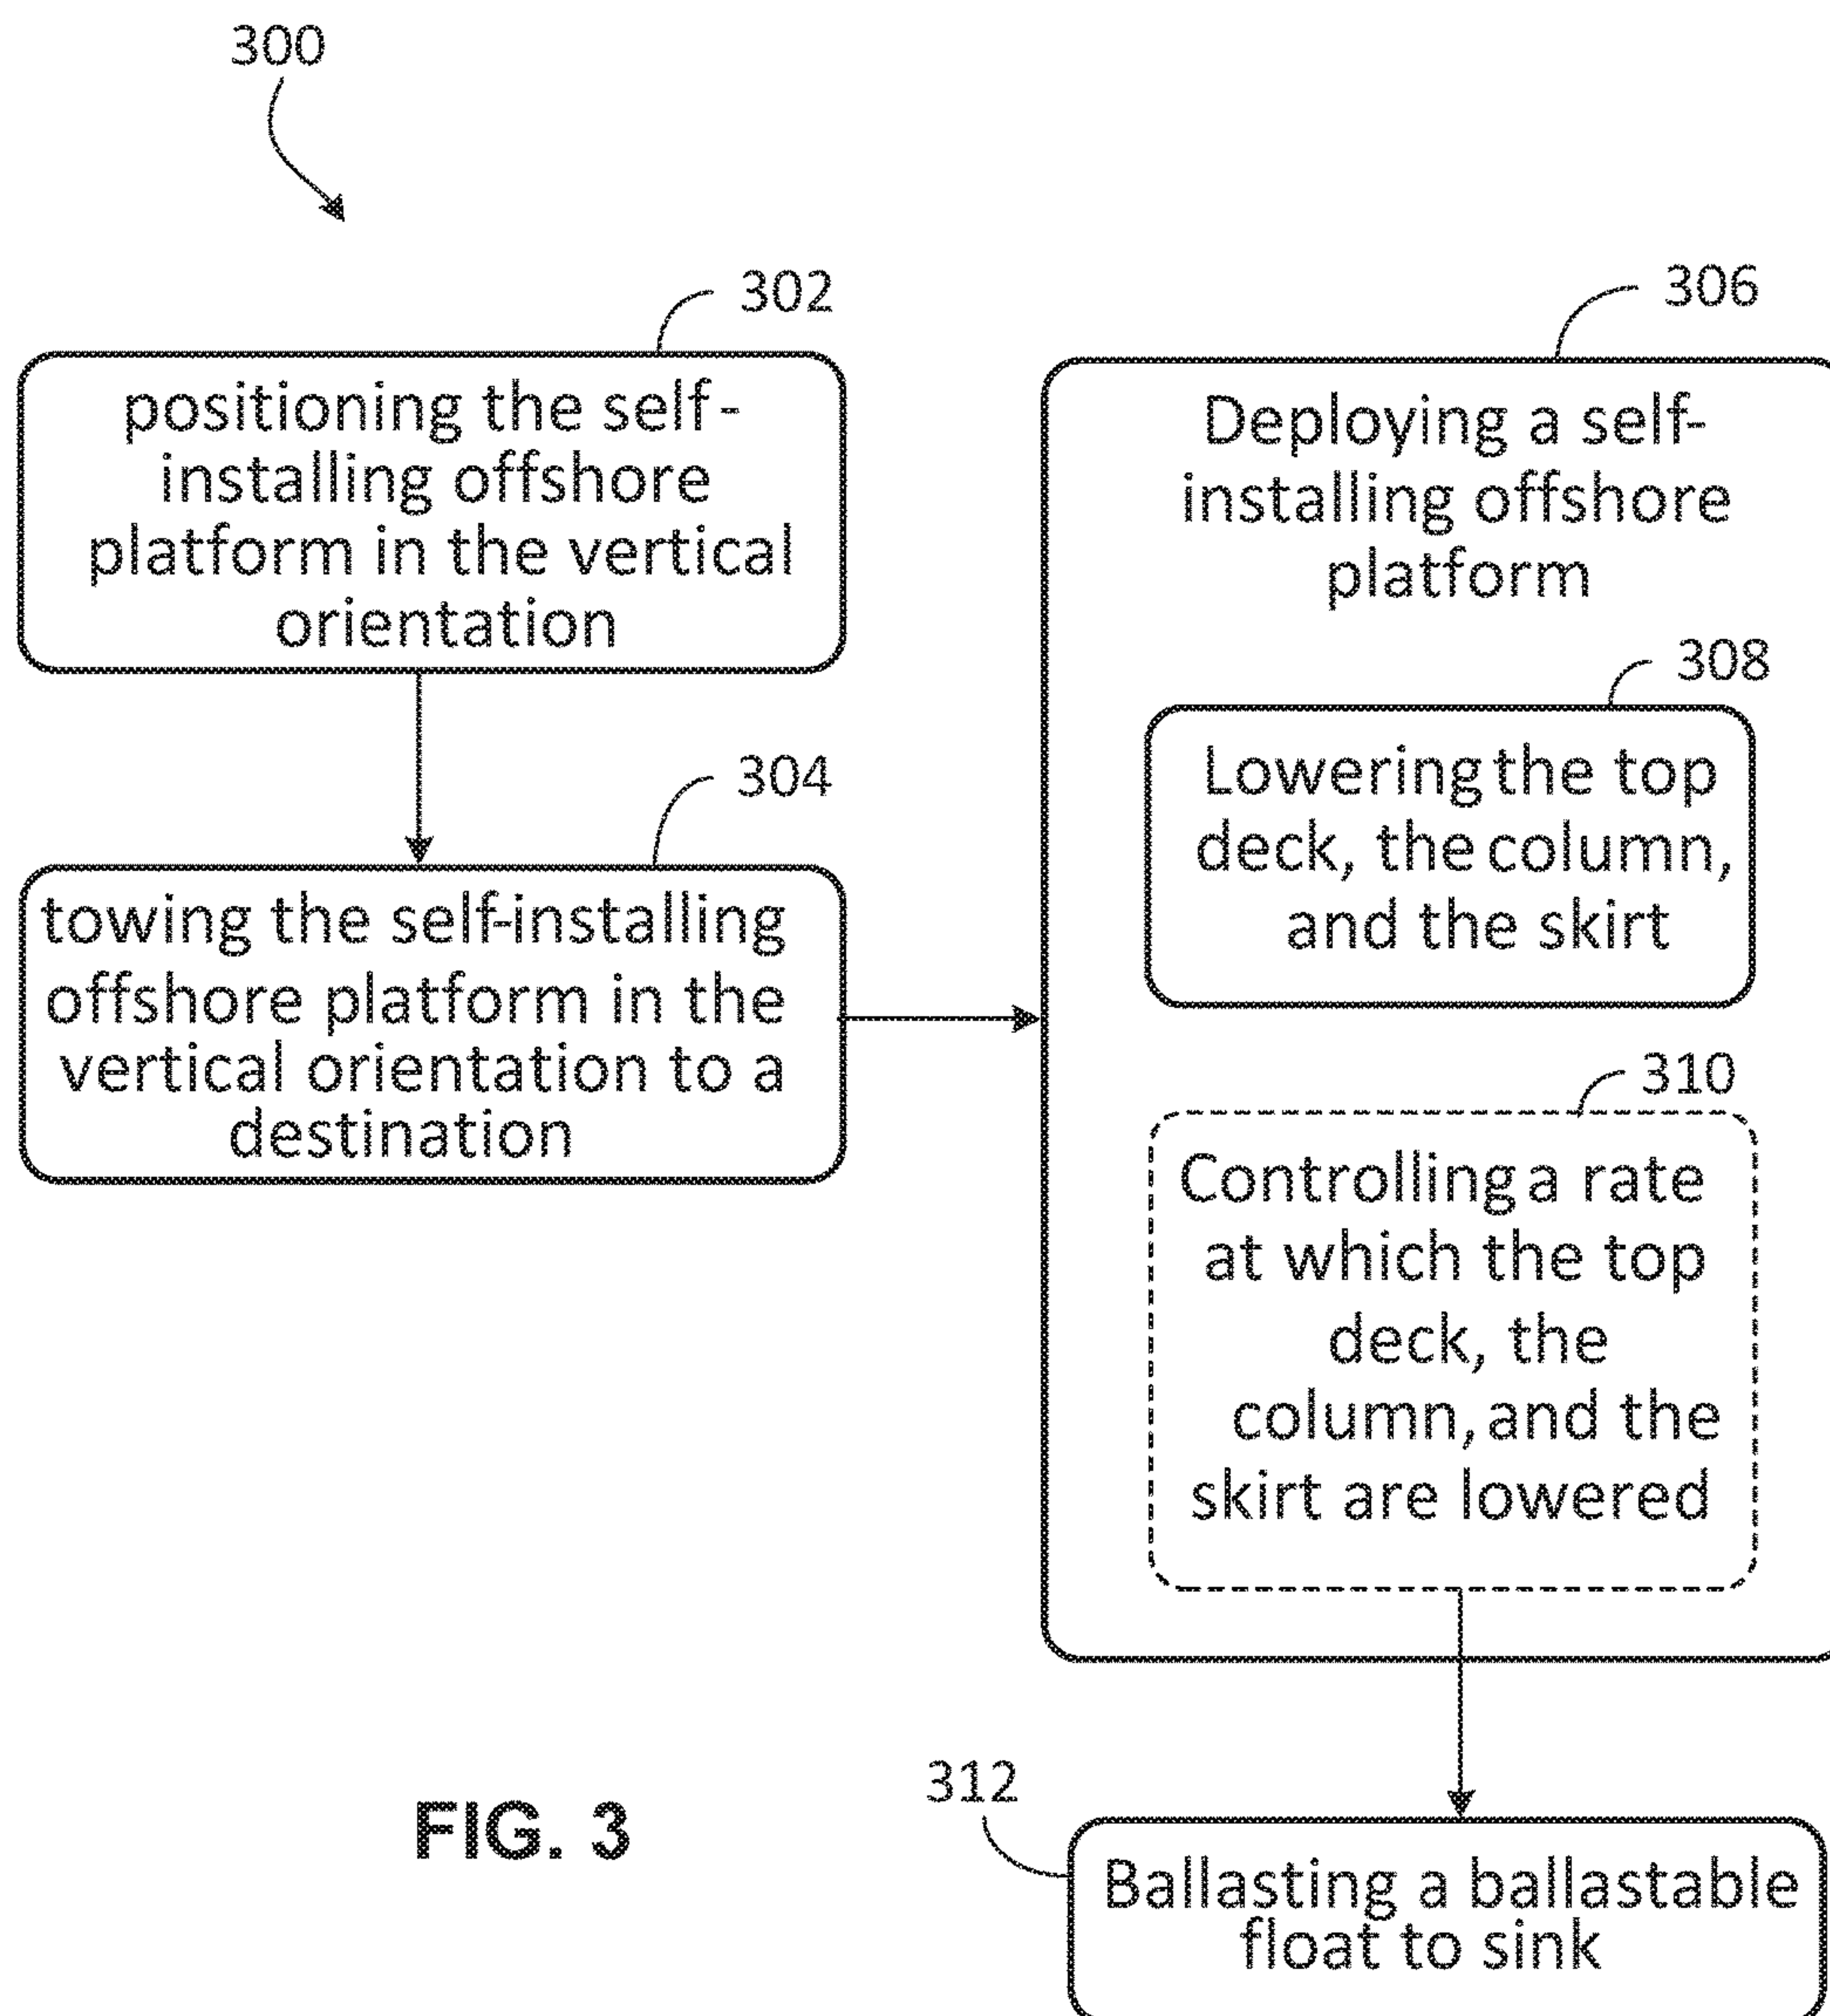 300
302
positioning the self-
installing offshore
platform in the vertical
orientation
304
towing the self-installing
offshore platform in the
vertical orientation to a
destination
306
Deploying a self-
installing offshore
platform
308
Lowering the top
deck, the column,
and the skirt
310
Controlling a rate
at which the top
deck, the
column, and the
skirt are lowered
312
Ballasting a ballastable
float to sink
FIG. 3